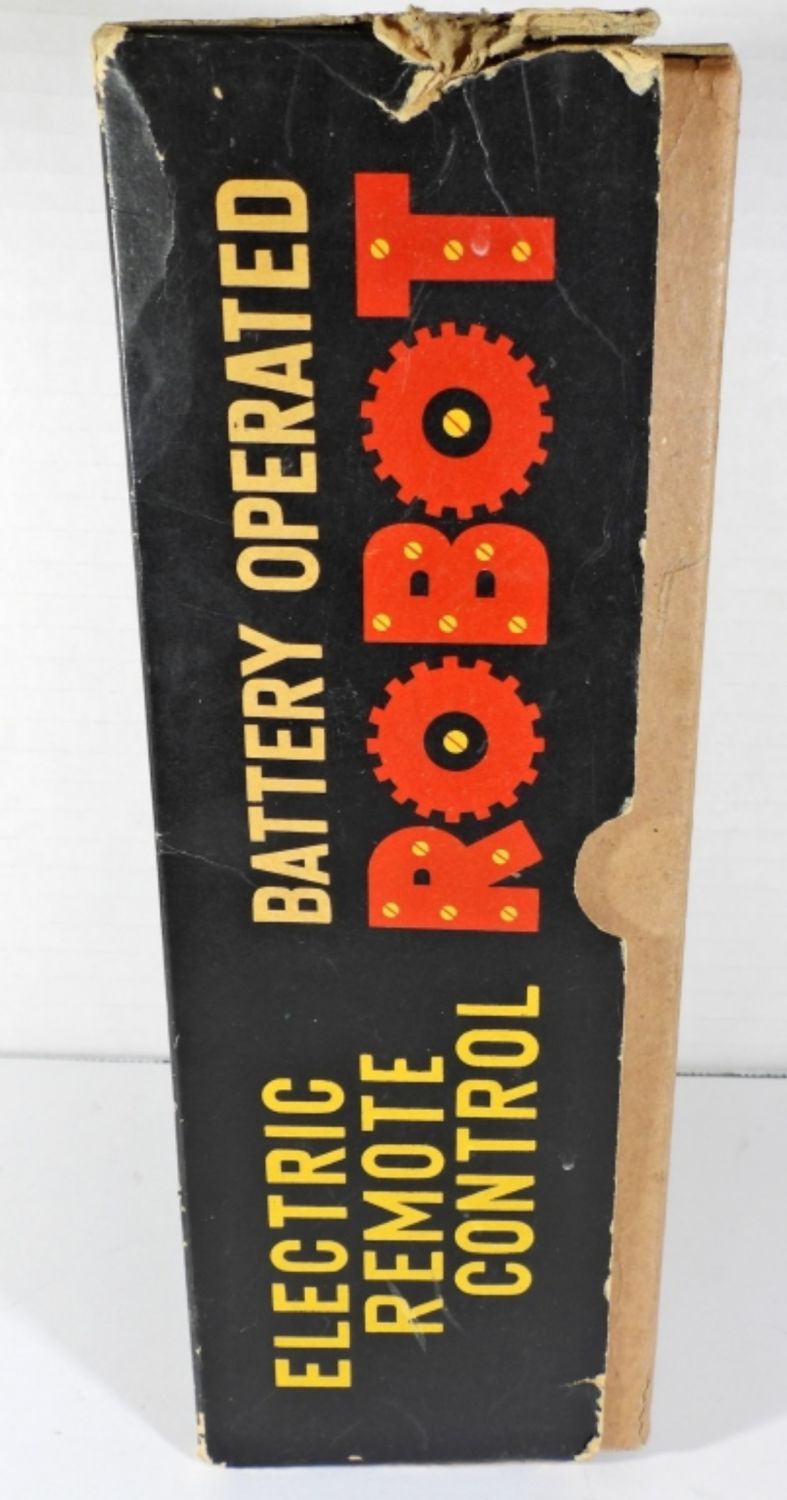 ELECTRIC
REMOTE
CONTROL
BATTERY OPERATED
ROBOT